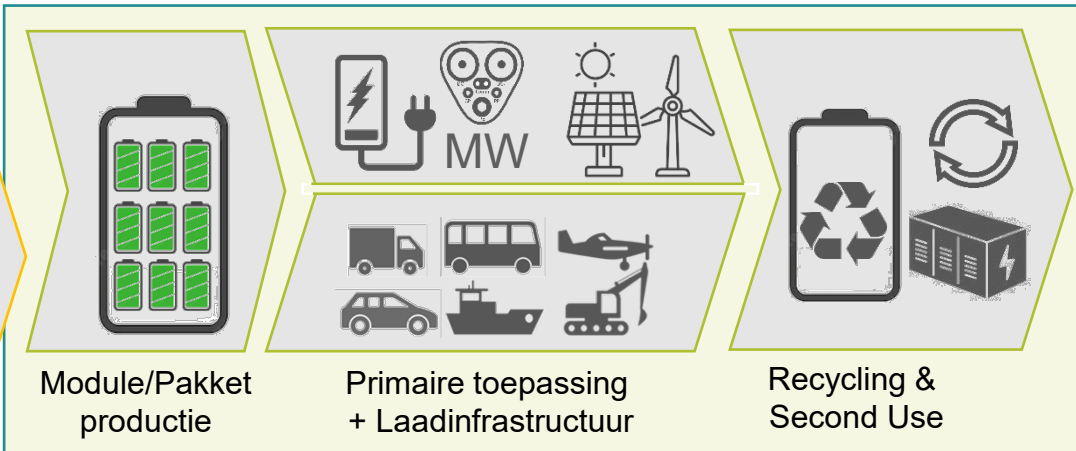 MW
Module/Pakket
productie
Primaire toepassing
+ Laadinfrastructuur
Recycling &
Second Use